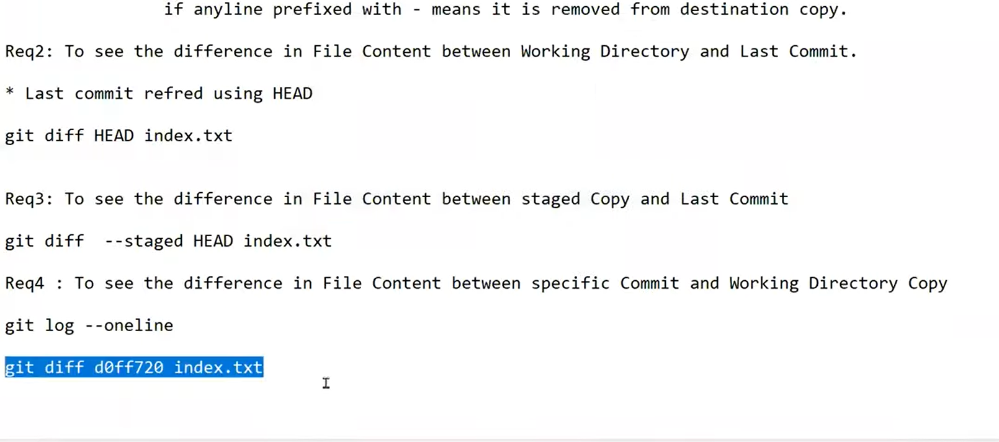 if anyline prefixed with - means it is removed from destination copy.
Req2: To see the difference in File Content between Working Directory and Last Commit.
* Last commit refred using HEAD
git diff HEAD index.txt
Req3: To see the difference in File Content between staged Copy and Last Commit
git diff  --staged HEAD index.txt
Req4 : To see the difference in File Content between specific Commit and Working Directory Copy
git log --oneline
git diff d0ff720 index.txt